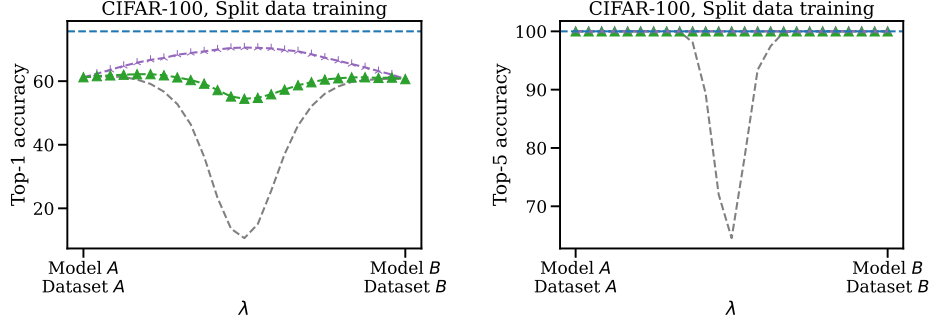 CIFAR-100, Split data training
Top-1 accuracy
60
40
20
Model A
Dataset A
Model B
Dataset B
λ
CIFAR-100, Split data training
Top-5 accuracy
100
90
80
70
Model A
Dataset A
Model B
Dataset B
λ